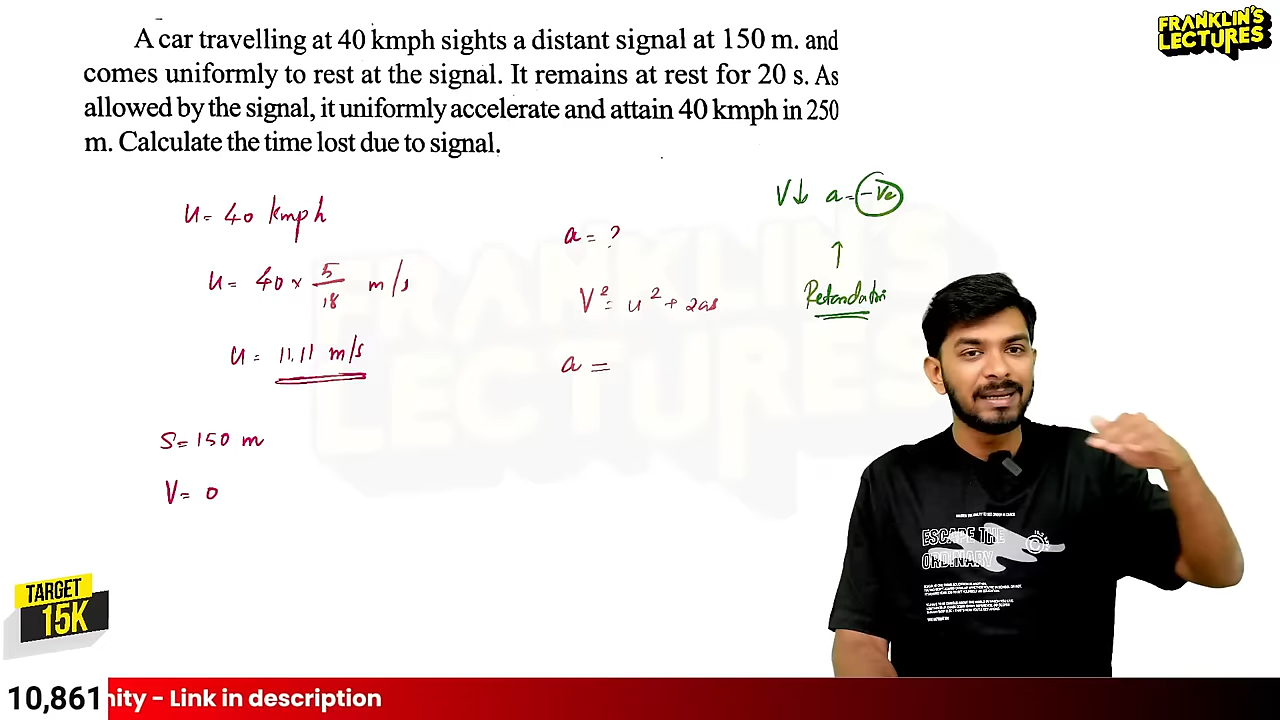 FRANKLIN'S
LECTURES
A car travelling at 40 kmph sights a distant signal at 150 m. and
comes uniformly to rest at the signal. It remains at rest for 20 s. As
allowed by the signal, it uniformly accelerate and attain 40 kmph in 250
m. Calculate the time lost due to signal.
u = 40 kmph
u = 40 × 5/18 m/s
u = 11.11 m/s
S = 150 m
V = 0
a = ?
V² = u² + 2as
a =
V↓ a = -Ve
↑
Retardation
FRANKLIN'S
LECTURES
ESCAPE THE
ORDINARY
TARGET
15K
10,861
nity - Link in description